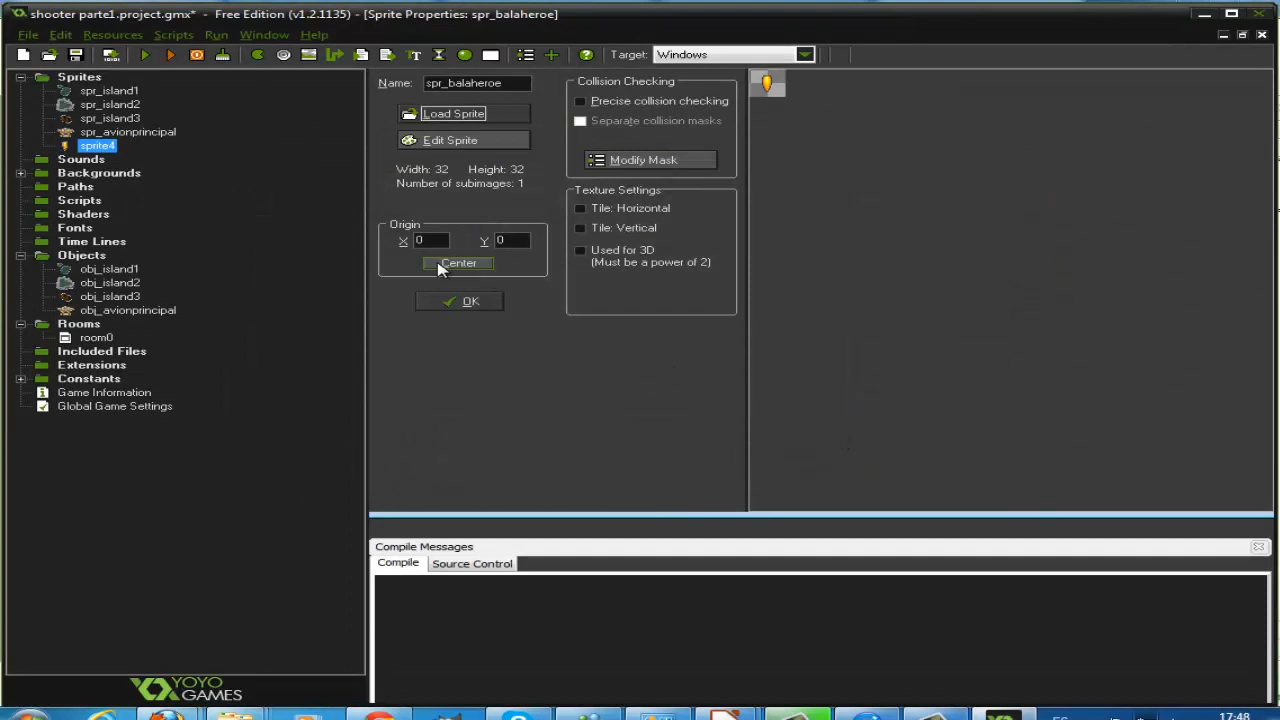 shooter parte1.project.gmx* - Free Edition (v1.2.1135) - [Sprite Properties: spr_balaheroe]
File Edit Resources Scripts Run Window Help
Target: Windows
Sprites
spr_island1
spr_island2
spr_island3
spr_avionprincipal
sprite4
Sounds
Backgrounds
Paths
Scripts
Shaders
Fonts
Time Lines
Objects
obj_island1
obj_island2
obj_island3
obj_avionprincipal
Rooms
room0
Included Files
Extensions
Constants
Game Information
Global Game Settings
YOYO
GAMES
Name: spr_balaheroe
Load Sprite
Edit Sprite
Width: 32 Height: 32
Number of subimages: 1
Origin
X 0 Y 0
Center
OK
Collision Checking
Precise collision checking
Separate collision masks
Modify Mask
Texture Settings
Tile: Horizontal
Tile: Vertical
Used for 3D
(Must be a power of 2)
Compile Messages
Compile Source Control
17:48